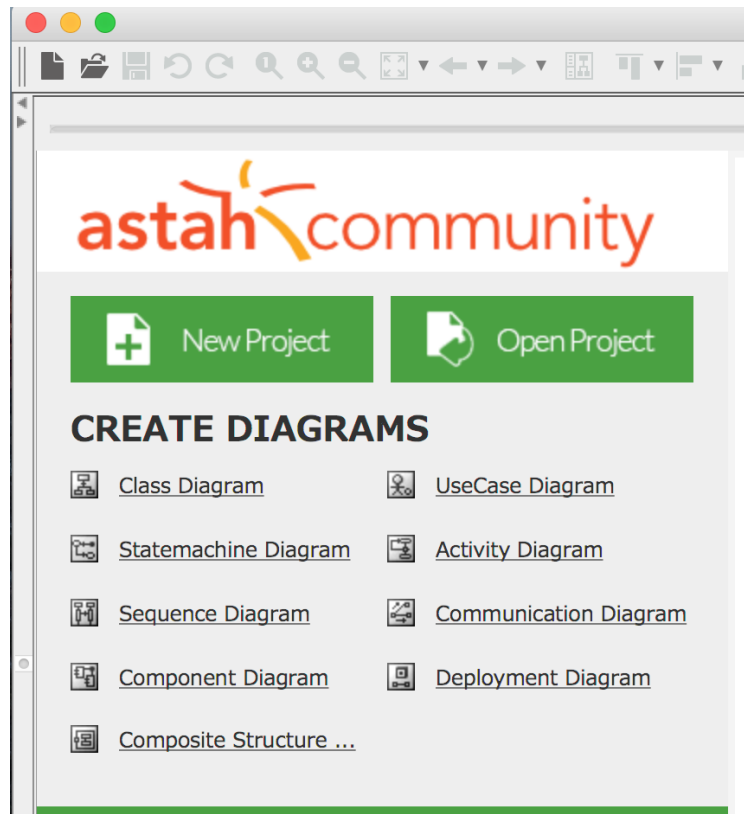 astah community
New Project
Open Project
CREATE DIAGRAMS
Class Diagram
UseCase Diagram
Statemachine Diagram
Activity Diagram
Sequence Diagram
Communication Diagram
Component Diagram
Deployment Diagram
Composite Structure ...